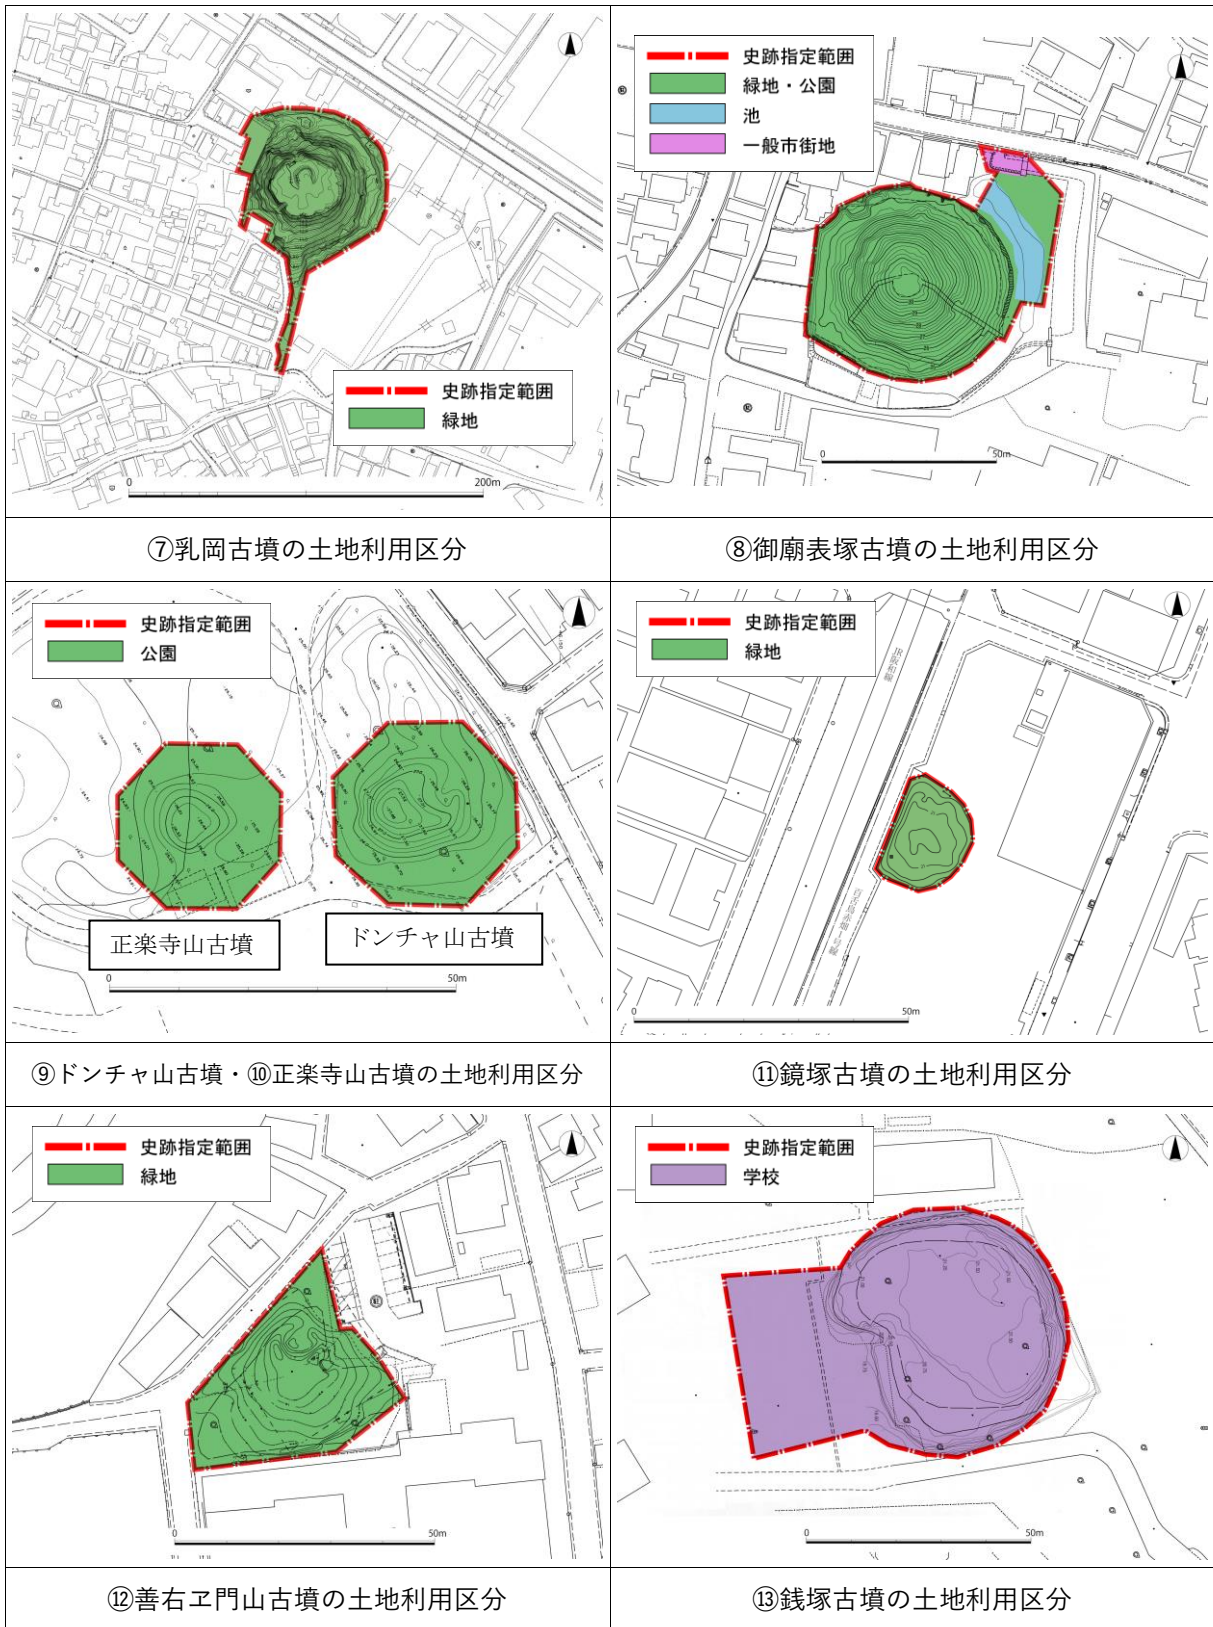 史跡指定範囲
緑地
0
200m
⑦乳岡古墳の土地利用区分
史跡指定範囲
緑地・公園
池
一般市街地
0
50m
⑧御廟表塚古墳の土地利用区分
史跡指定範囲
公園
正楽寺山古墳
ドンチャ山古墳
0
50m
⑨ドンチャ山古墳・⑩正楽寺山古墳の土地利用区分
史跡指定範囲
緑地
JR阪和線
0
50m
⑪鏡塚古墳の土地利用区分
史跡指定範囲
緑地
0
50m
⑫善右ヱ門山古墳の土地利用区分
史跡指定範囲
学校
0
50m
⑬銭塚古墳の土地利用区分